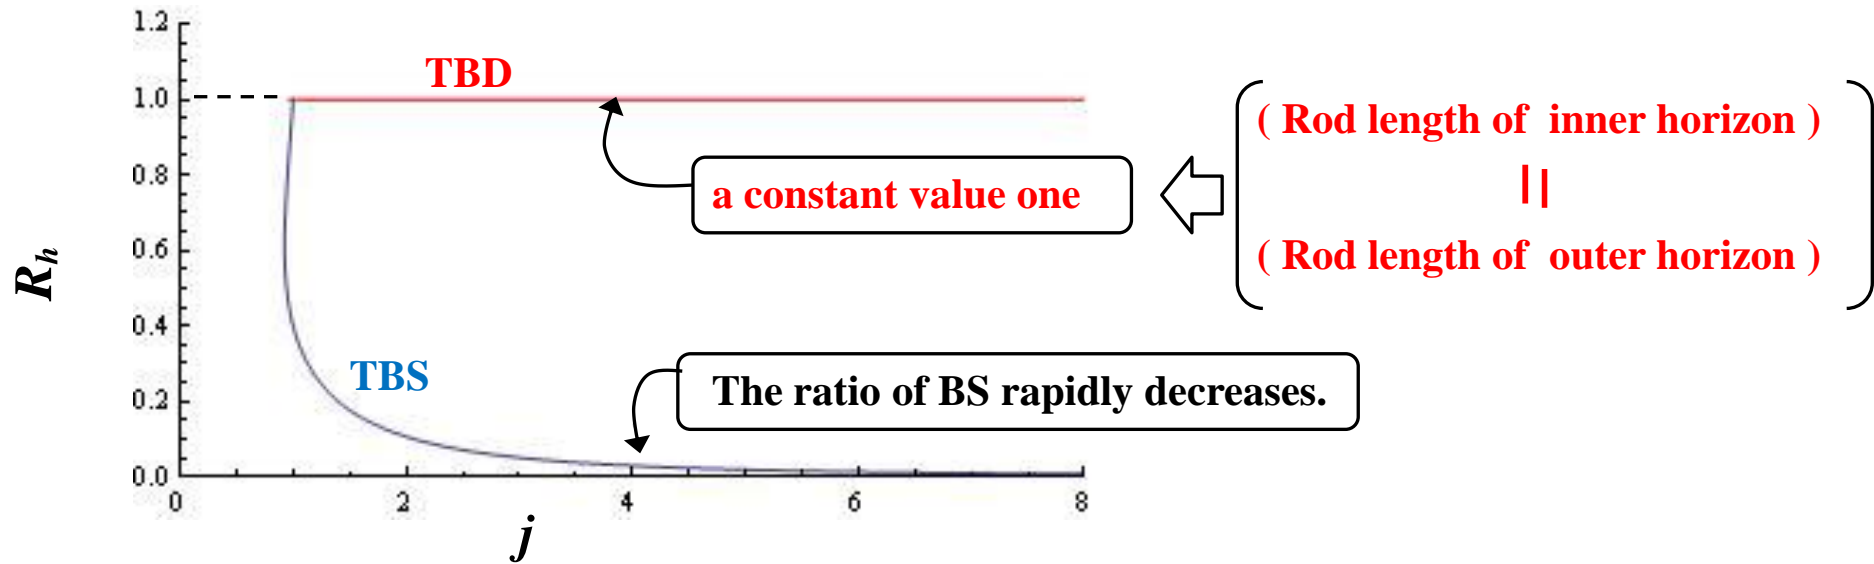 1.2
TBD
1.0
( Rod length of inner horizon )
0.8
a constant value one
=
( Rod length of outer horizon )
0.6
R_h
0.4
TBS
The ratio of BS rapidly decreases.
0.2
0.0
0 2 4 6 8
j